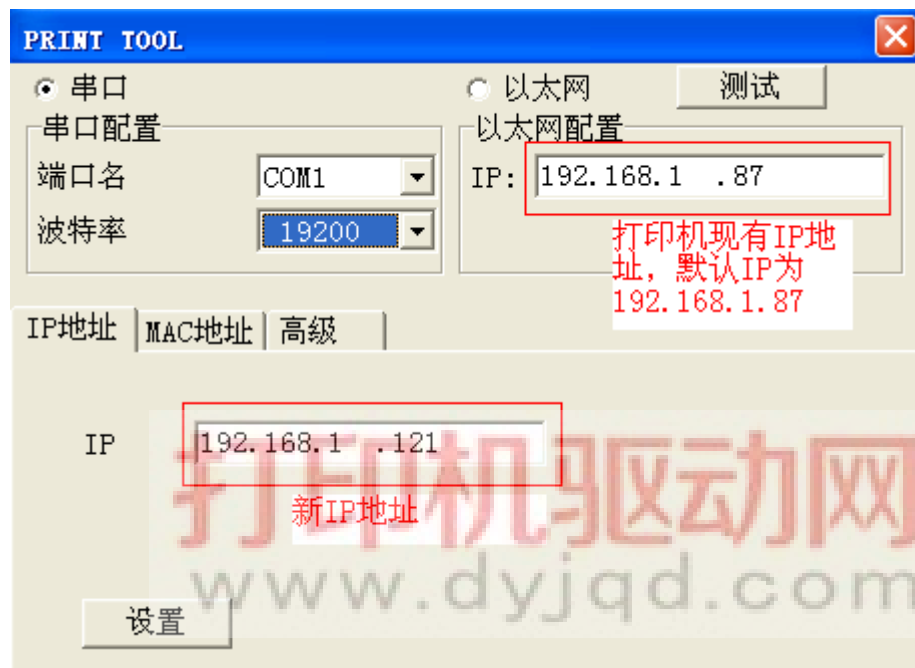 PRINT TOOL
串口
以太网
测试
串口配置
以太网配置
端口名
COM1
IP:
192.168.1 .87
波特率
19200
打印机现有IP地
址，默认IP为
192.168.1.87
IP地址
MAC地址
高级
IP
192.168.1 .121
新IP地址
打印机驱动网
www.dyjqd.com
设置